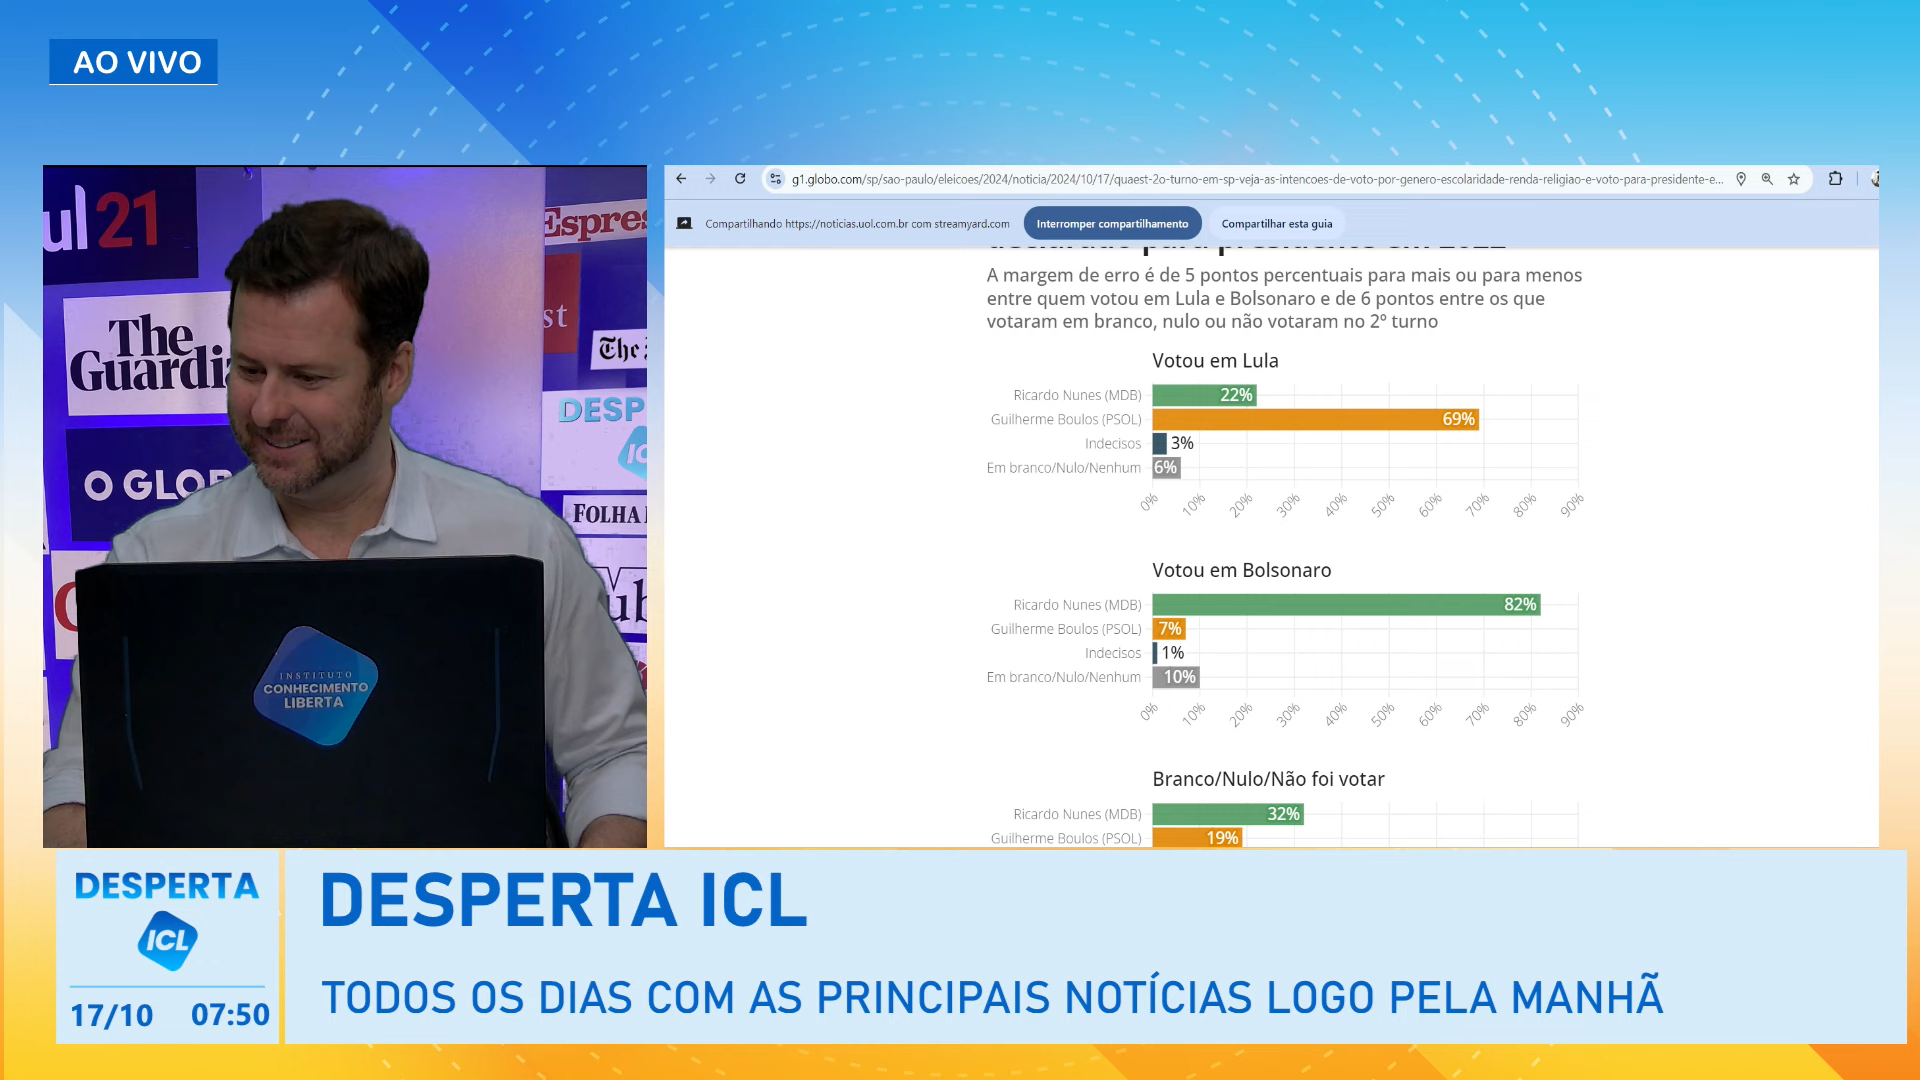 AO VIVO
ul21
Espres
The
Guardi
st
The
DESP
IC
O GLOB
FOLHA
INSTITUTO
CONHECIMENTO
LIBERTA
g1.globo.com/sp/sao-paulo/eleicoes/2024/noticia/2024/10/17/quaest-2o-turno-em-sp-veja-as-intencoes-de-voto-por-genero-escolaridade-renda-religiao-e-voto-para-presidente-e...
Compartilhando https://noticias.uol.com.br com streamyard.com
Interromper compartilhamento
Compartilhar esta guia
declarado para presidente em 2022
A margem de erro é de 5 pontos percentuais para mais ou para menos
entre quem votou em Lula e Bolsonaro e de 6 pontos entre os que
votaram em branco, nulo ou não votaram no 2º turno
Votou em Lula
Ricardo Nunes (MDB) 22%
Guilherme Boulos (PSOL) 69%
Indecisos 3%
Em branco/Nulo/Nenhum 6%
0% 10% 20% 30% 40% 50% 60% 70% 80% 90%
Votou em Bolsonaro
Ricardo Nunes (MDB) 82%
Guilherme Boulos (PSOL) 7%
Indecisos 1%
Em branco/Nulo/Nenhum 10%
0% 10% 20% 30% 40% 50% 60% 70% 80% 90%
Branco/Nulo/Não foi votar
Ricardo Nunes (MDB) 32%
Guilherme Boulos (PSOL) 19%
DESPERTA
ICL
17/10 07:50
DESPERTA ICL
TODOS OS DIAS COM AS PRINCIPAIS NOTÍCIAS LOGO PELA MANHÃ